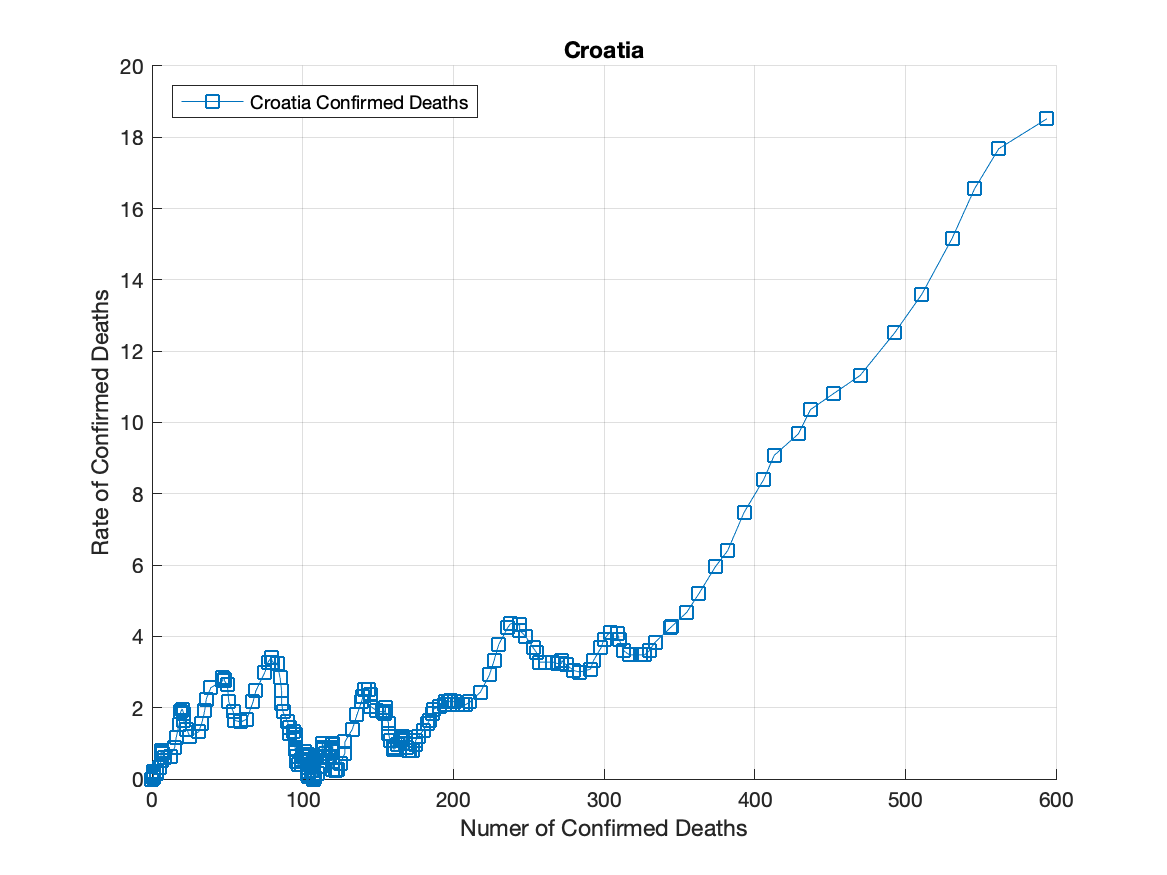 Croatia
Croatia Confirmed Deaths
20
18
16
14
12
10
8
6
4
2
0
Rate of Confirmed Deaths
0 100 200 300 400 500 600
Numer of Confirmed Deaths